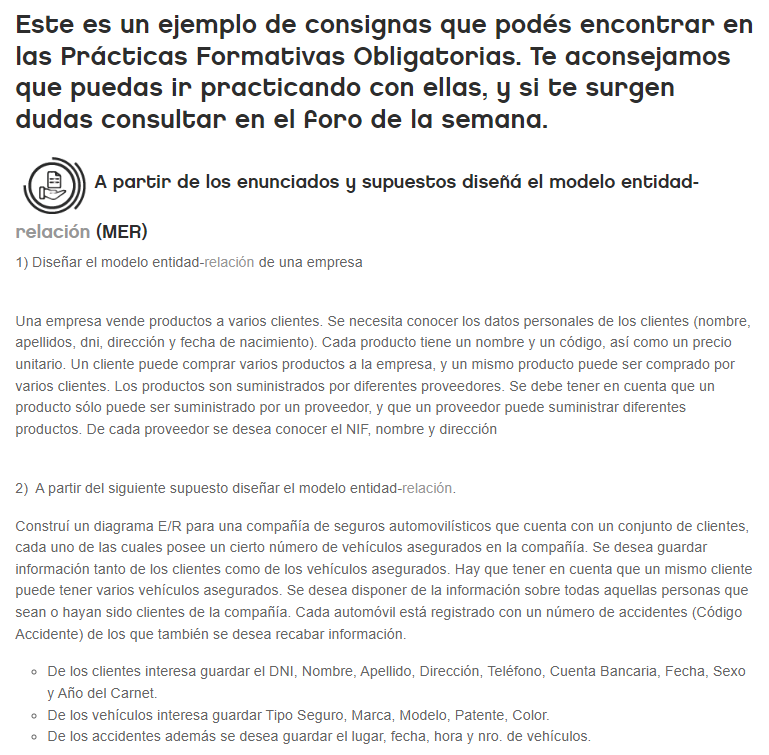 Este es un ejemplo de consignas que podés encontrar en
las Prácticas Formativas Obligatorias. Te aconsejamos
que puedas ir practicando con ellas, y si te surgen
dudas consultar en el foro de la semana.
A partir de los enunciados y supuestos diseñá el modelo entidad-
relación (MER)
1) Diseñar el modelo entidad-relación de una empresa
Una empresa vende productos a varios clientes. Se necesita conocer los datos personales de los clientes (nombre,
apellidos, dni, dirección y fecha de nacimiento). Cada producto tiene un nombre y un código, así como un precio
unitario. Un cliente puede comprar varios productos a la empresa, y un mismo producto puede ser comprado por
varios clientes. Los productos son suministrados por diferentes proveedores. Se debe tener en cuenta que un
producto sólo puede ser suministrado por un proveedor, y que un proveedor puede suministrar diferentes
productos. De cada proveedor se desea conocer el NIF, nombre y dirección
2) A partir del siguiente supuesto diseñar el modelo entidad-relación.
Construí un diagrama E/R para una compañía de seguros automovilísticos que cuenta con un conjunto de clientes,
cada uno de las cuales posee un cierto número de vehículos asegurados en la compañía. Se desea guardar
información tanto de los clientes como de los vehículos asegurados. Hay que tener en cuenta que un mismo cliente
puede tener varios vehículos asegurados. Se desea disponer de la información sobre todas aquellas personas que
sean o hayan sido clientes de la compañía. Cada automóvil está registrado con un número de accidentes (Código
Accidente) de los que también se desea recabar información.
◦ De los clientes interesa guardar el DNI, Nombre, Apellido, Dirección, Teléfono, Cuenta Bancaria, Fecha, Sexo
y Año del Carnet.
◦ De los vehículos interesa guardar Tipo Seguro, Marca, Modelo, Patente, Color.
◦ De los accidentes además se desea guardar el lugar, fecha, hora y nro. de vehículos.